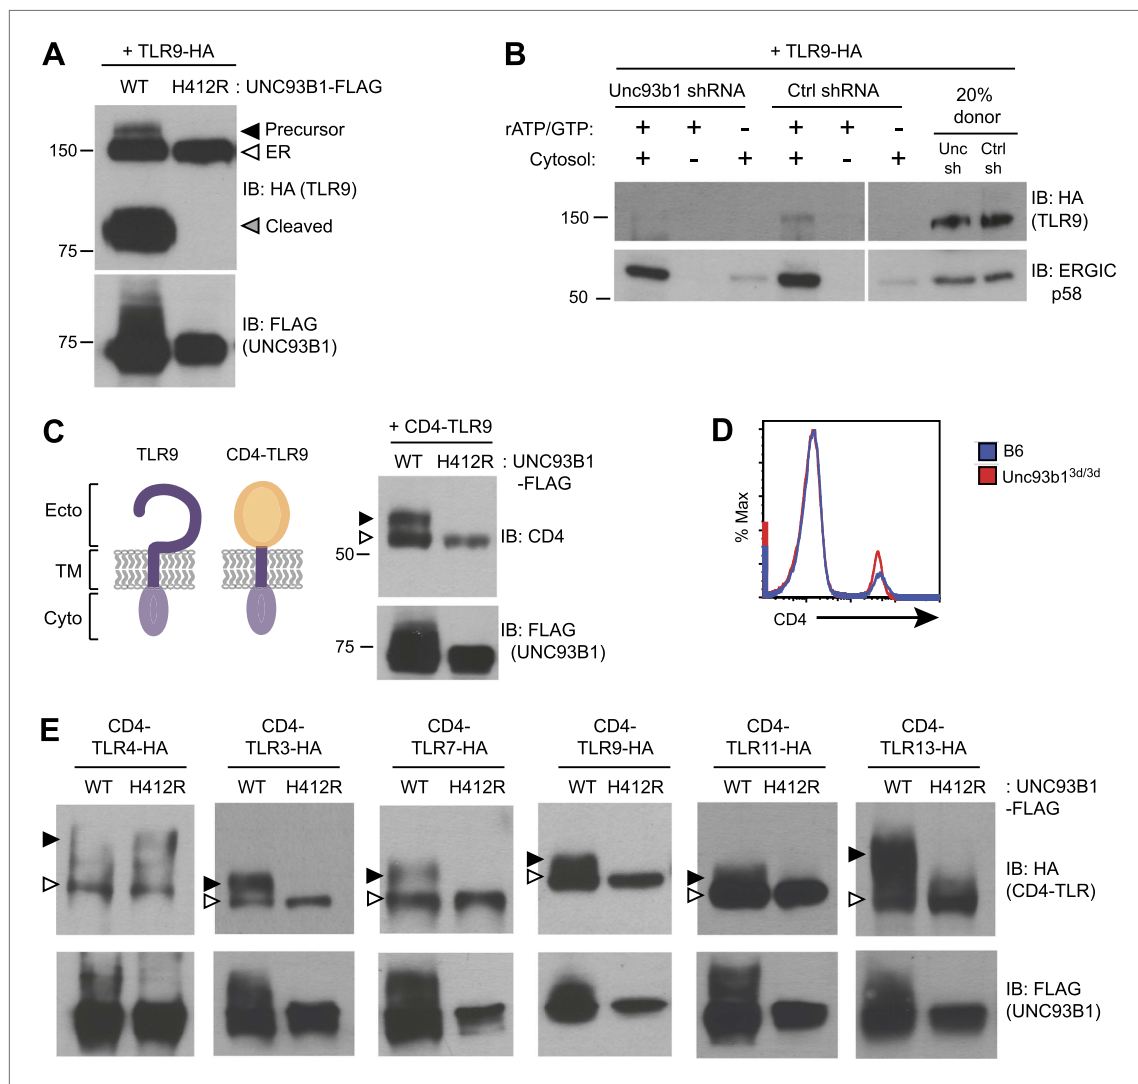 A
+ TLR9-HA
WT H412R : UNC93B1-FLAG
150
Precursor
ER
IB: HA (TLR9)
Cleaved
75
75
IB: FLAG
(UNC93B1)
B
+ TLR9-HA
Unc93b1 shRNA Ctrl shRNA 20% donor
rATP/GTP: + + - + + -
Cytosol: + - + + - + Unc sh Ctrl sh
150
IB: HA
(TLR9)
50
IB: ERGIC
p58
C
TLR9 CD4-TLR9
Ecto
TM
Cyto
+ CD4-TLR9
WT H412R : UNC93B1
-FLAG
IB: CD4
50
75
IB: FLAG
(UNC93B1)
D
% Max
CD4
B6
Unc93b13d/3d
E
CD4-
TLR4-HA
CD4-
TLR3-HA
CD4-
TLR7-HA
CD4-
TLR9-HA
CD4-
TLR11-HA
CD4-
TLR13-HA
WT H412R WT H412R WT H412R WT H412R WT H412R WT H412R : UNC93B1
-FLAG
IB: HA
(CD4-TLR)
IB: FLAG
(UNC93B1)